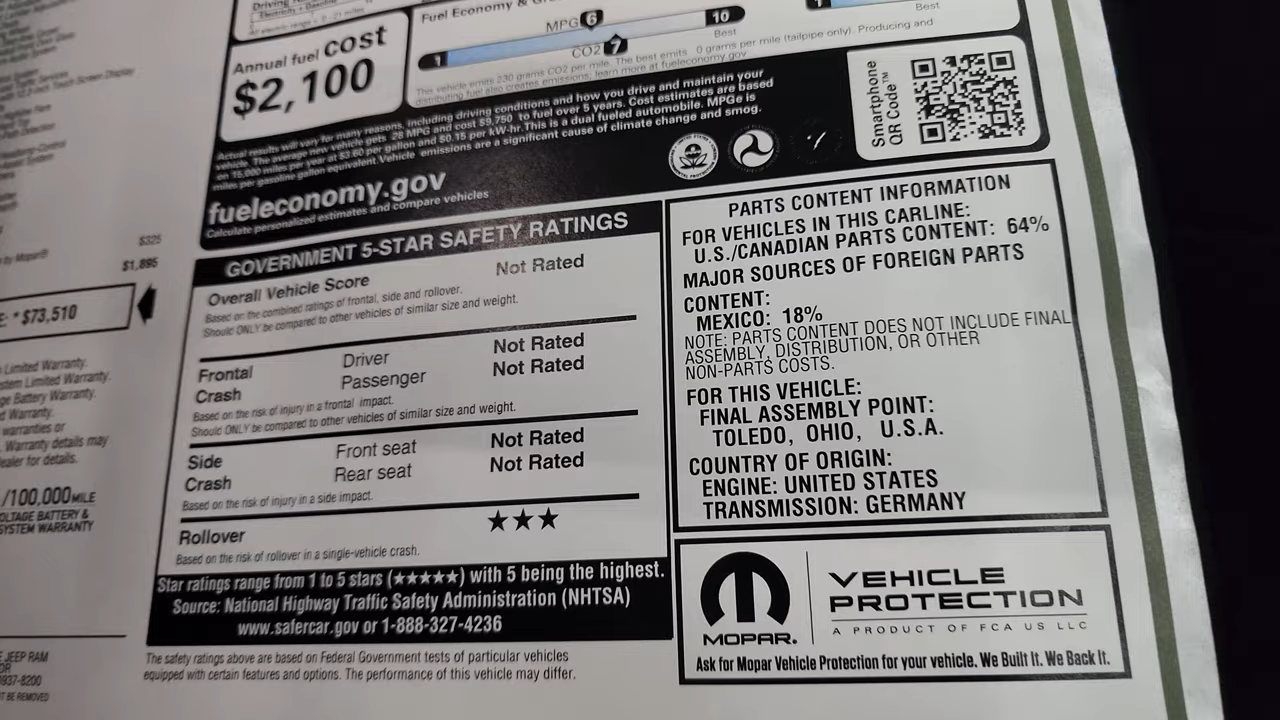 Electricity + Gasoline
Annual fuel COST
$2,100
Fuel Economy &
MPG 6
10
Best
1
CO2 7
1
Best
This vehicle emits 230 grams CO2 per mile. The best emits 0 grams per mile (tailpipe only). Producing and
distributing fuel also creates emissions; learn more at fueleconomy.gov
Actual results will vary for many reasons, including driving conditions and how you drive and maintain your
vehicle. The average new vehicle gets 28 MPG and cost $9,750 to fuel over 5 years. Cost estimates are based
on 15,000 miles per year at $3.60 per gallon and $0.15 per kW-hr. This is a dual fueled automobile. MPGe is
miles per gasoline gallon equivalent. Vehicle emissions are a significant cause of climate change and smog.
fueleconomy.gov
Calculate personalized estimates and compare vehicles
Smartphone
QR Code™
$325
by Mopar®
$1,895
E: * $73,510
Limited Warranty.
Limited Warranty.
Battery Warranty.
Warranty.
warranties or
Warranty details may
for details.
/100,000 MILE
BATTERY &
SYSTEM WARRANTY
JEEP RAM
OR
937-8200
BE REMOVED
GOVERNMENT 5-STAR SAFETY RATINGS
Overall Vehicle Score Not Rated
Based on the combined ratings of frontal, side and rollover.
Should ONLY be compared to other vehicles of similar size and weight.
Frontal Driver Not Rated
Crash Passenger Not Rated
Based on the risk of injury in a frontal impact.
Should ONLY be compared to other vehicles of similar size and weight.
Side Front seat Not Rated
Crash Rear seat Not Rated
Based on the risk of injury in a side impact.
Rollover ★★★
Based on the risk of rollover in a single-vehicle crash.
Star ratings range from 1 to 5 stars (★★★★★) with 5 being the highest.
Source: National Highway Traffic Safety Administration (NHTSA)
www.safercar.gov or 1-888-327-4236
The safety ratings above are based on Federal Government tests of particular vehicles
equipped with certain features and options. The performance of this vehicle may differ.
PARTS CONTENT INFORMATION
FOR VEHICLES IN THIS CARLINE:
U.S./CANADIAN PARTS CONTENT: 64%
MAJOR SOURCES OF FOREIGN PARTS
CONTENT:
MEXICO: 18%
NOTE: PARTS CONTENT DOES NOT INCLUDE FINAL
ASSEMBLY, DISTRIBUTION, OR OTHER
NON-PARTS COSTS.
FOR THIS VEHICLE:
FINAL ASSEMBLY POINT:
TOLEDO, OHIO, U.S.A.
COUNTRY OF ORIGIN:
ENGINE: UNITED STATES
TRANSMISSION: GERMANY
MOPAR.
VEHICLE
PROTECTION
A PRODUCT OF FCA US LLC
Ask for Mopar Vehicle Protection for your vehicle. We Built It. We Back It.